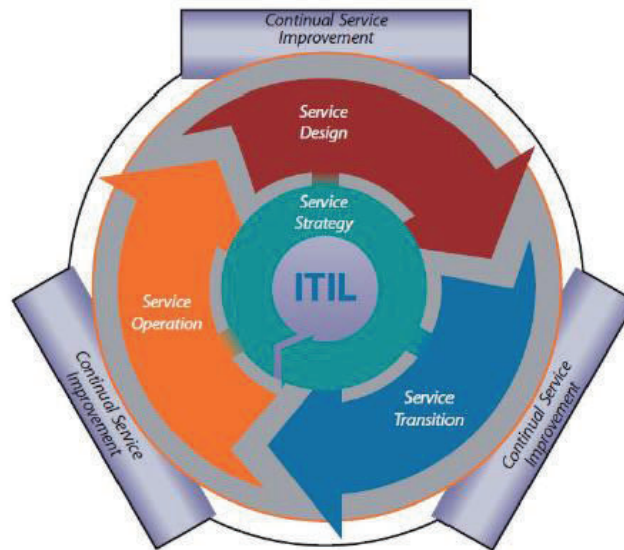 Continual Service
Improvement
Service
Design
Service
Strategy
ITIL
Service
Operation
Service
Transition
Continual Service
Improvement
Continual Service
Improvement